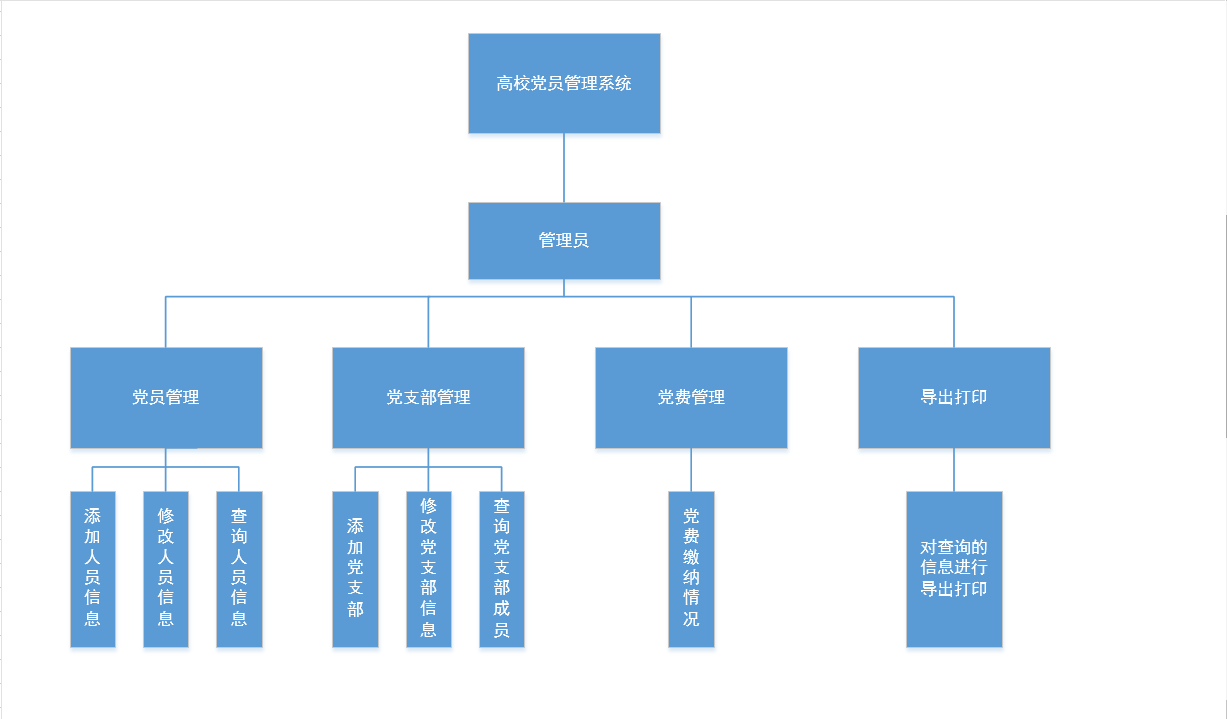 高校党员管理系统
管理员
党员管理
党支部管理
党费管理
导出打印
添加人员信息
修改人员信息
查询人员信息
添加党支部
修改党支部信息
查询党支部成员
党费缴纳情况
对查询的
信息进行
导出打印